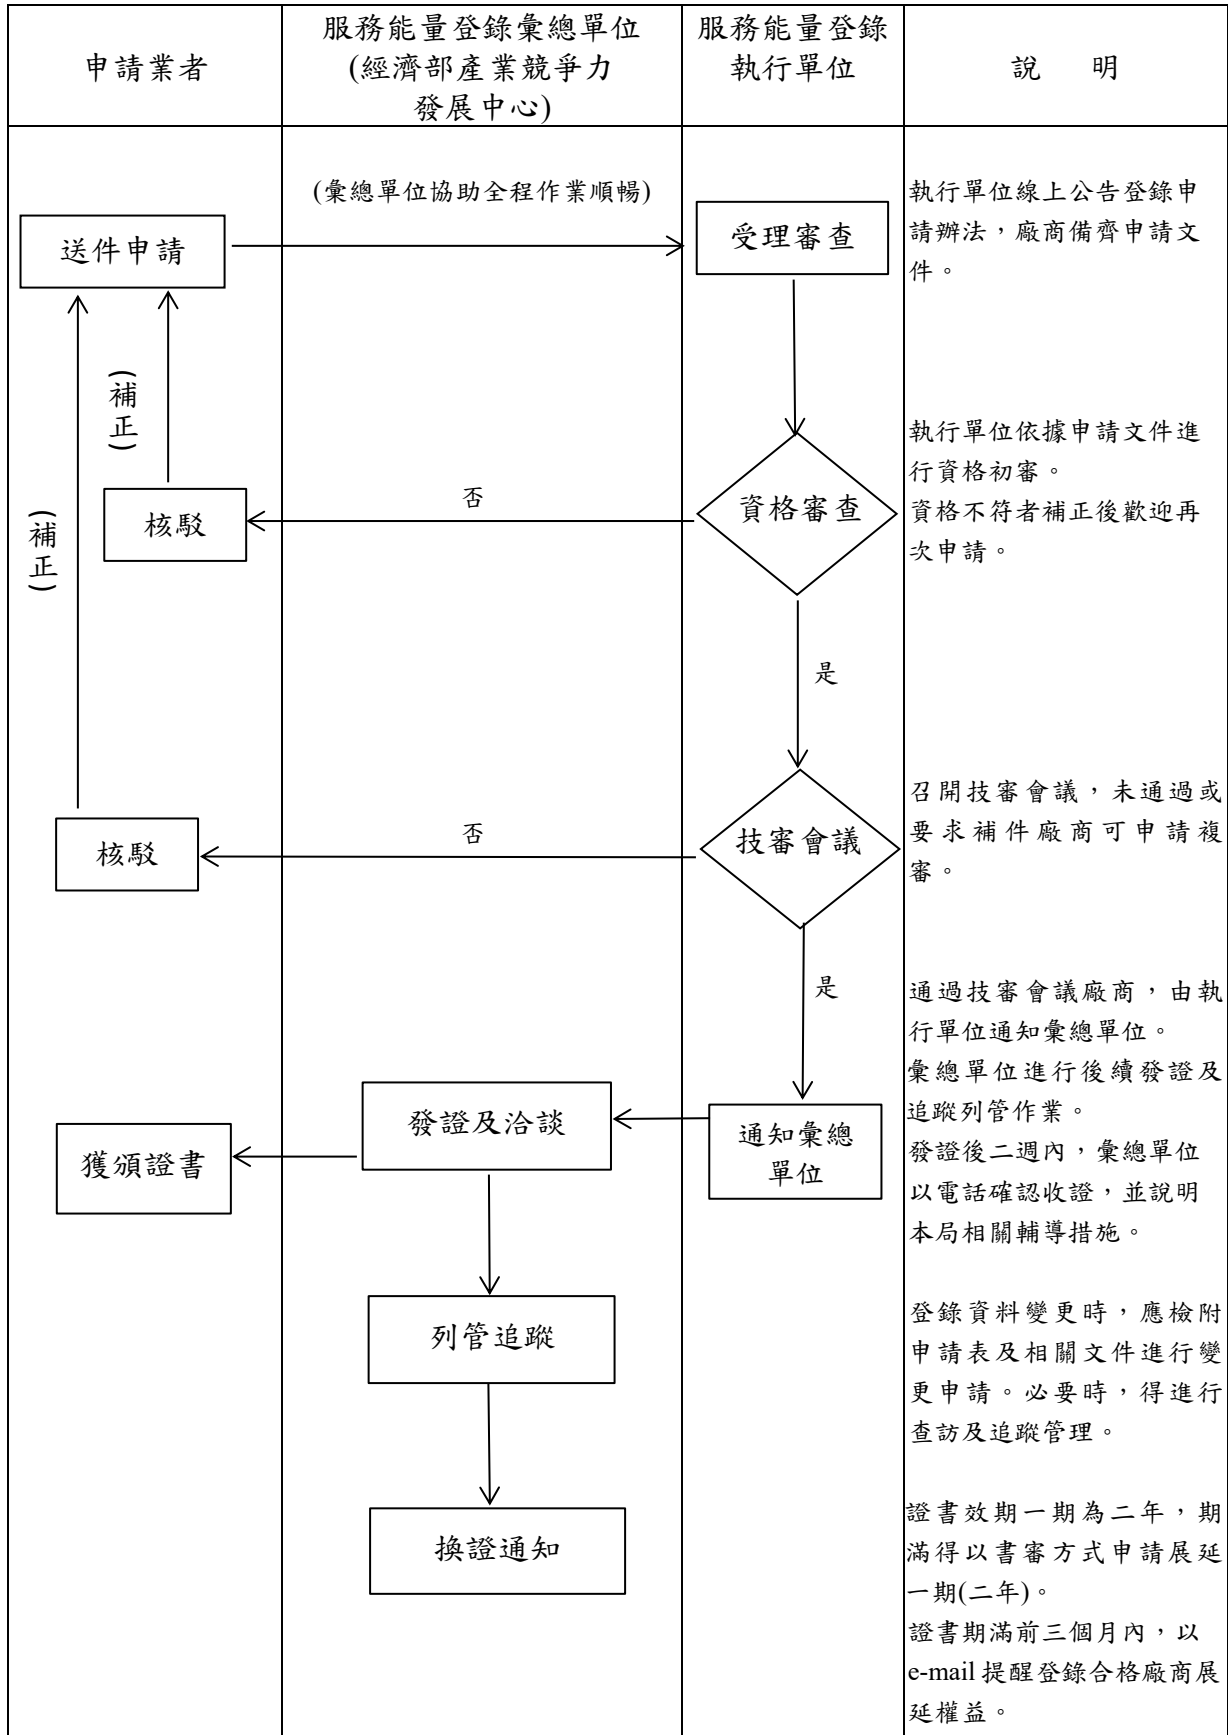 申請業者
服務能量登錄彙總單位
(經濟部產業競爭力
發展中心)
服務能量登錄
執行單位
說 明
(彙總單位協助全程作業順暢)
送件申請
受理審查
執行單位線上公告登錄申
請辦法，廠商備齊申請文
件。
(補正)
(補正)
核駁
否
資格審查
執行單位依據申請文件進
行資格初審。
資格不符者補正後歡迎再
次申請。
是
核駁
否
技審會議
召開技審會議，未通過或
要求補件廠商可申請複
審。
是
通知彙總
單位
發證及洽談
獲頒證書
通過技審會議廠商，由執
行單位通知彙總單位。
彙總單位進行後續發證及
追蹤列管作業。
發證後二週內，彙總單位
以電話確認收證，並說明
本局相關輔導措施。
列管追蹤
登錄資料變更時，應檢附
申請表及相關文件進行變
更申請。必要時，得進行
查訪及追蹤管理。
換證通知
證書效期一期為二年，期
滿得以書審方式申請展延
一期(二年)。
證書期滿前三個月內，以
e-mail 提醒登錄合格廠商展
延權益。